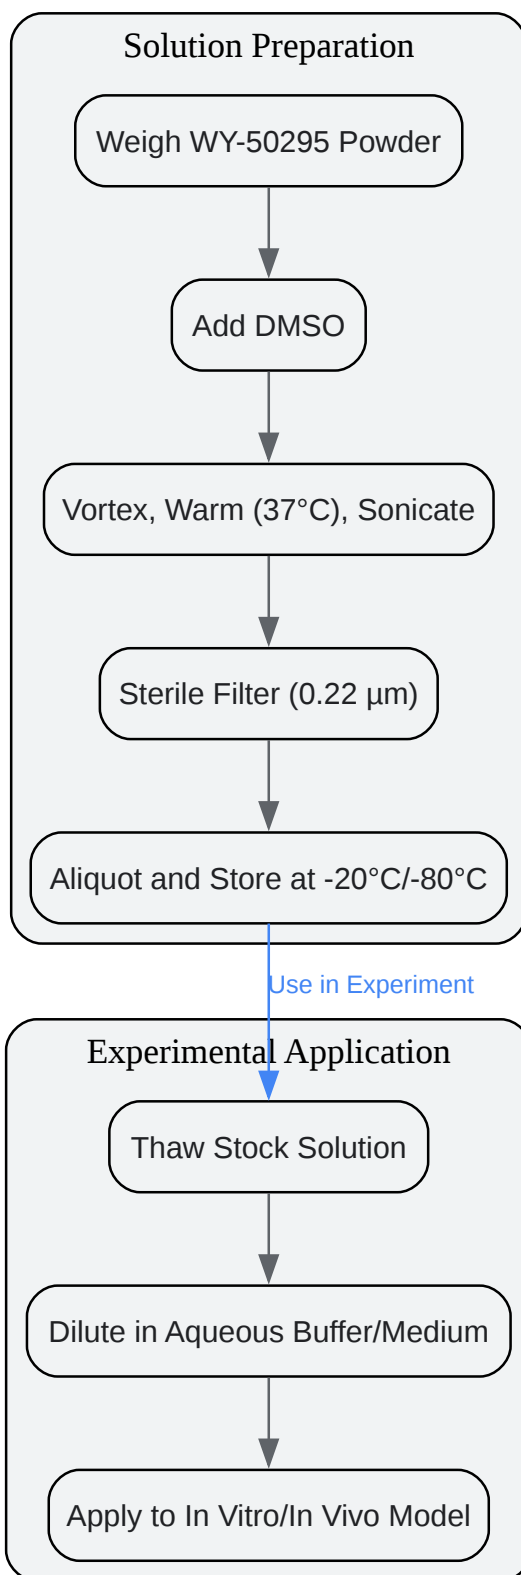 Solution Preparation
Weigh WY-50295 Powder
Add DMSO
Vortex, Warm (37°C), Sonicate
Sterile Filter (0.22 µm)
Aliquot and Store at -20°C/-80°C
Use in Experiment
Experimental Application
Thaw Stock Solution
Dilute in Aqueous Buffer/Medium
Apply to In Vitro/In Vivo Model